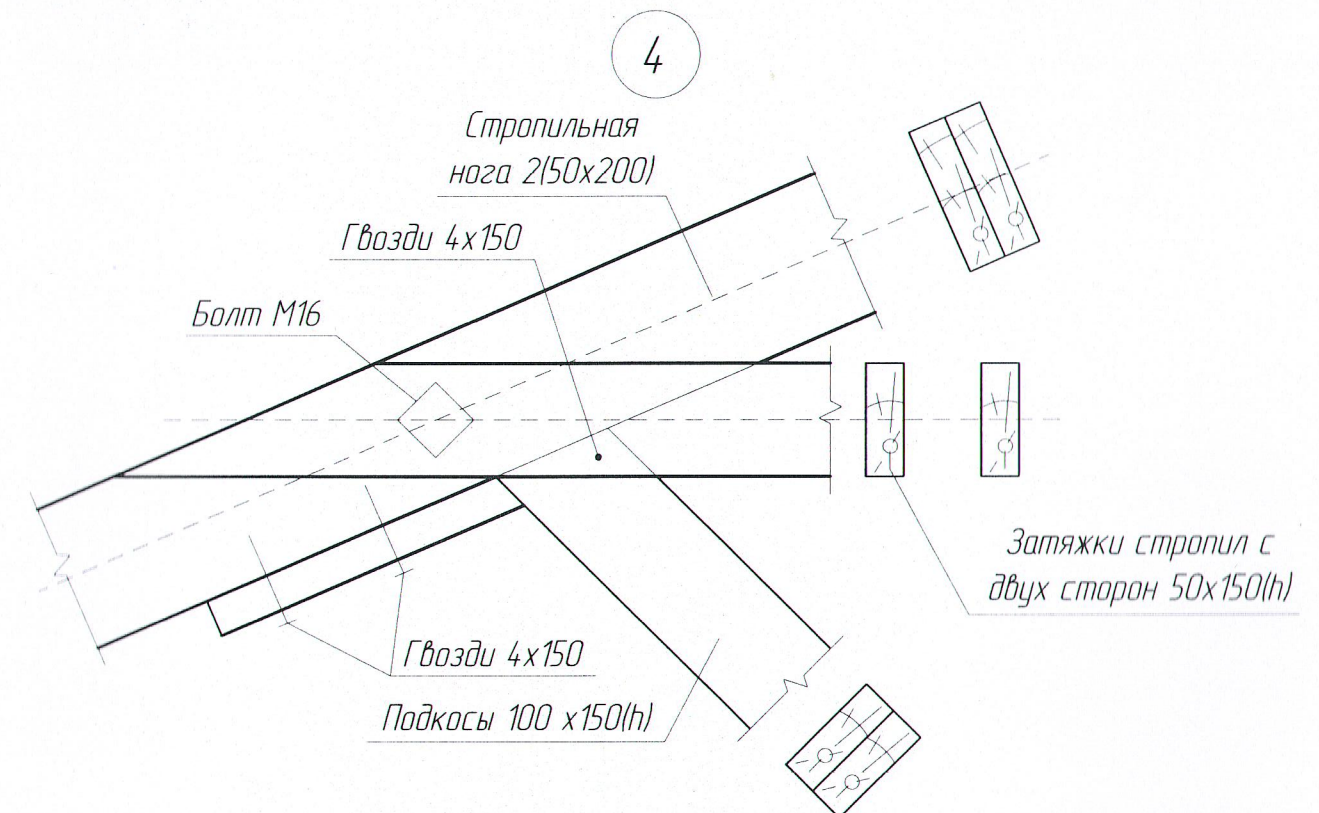 4
Стропильная
нога 2(50х200)
Гвозди 4х150
Болт М16
Затяжки стропил с
двух сторон 50х150(h)
Гвозди 4х150
Подкосы 100 х150(h)